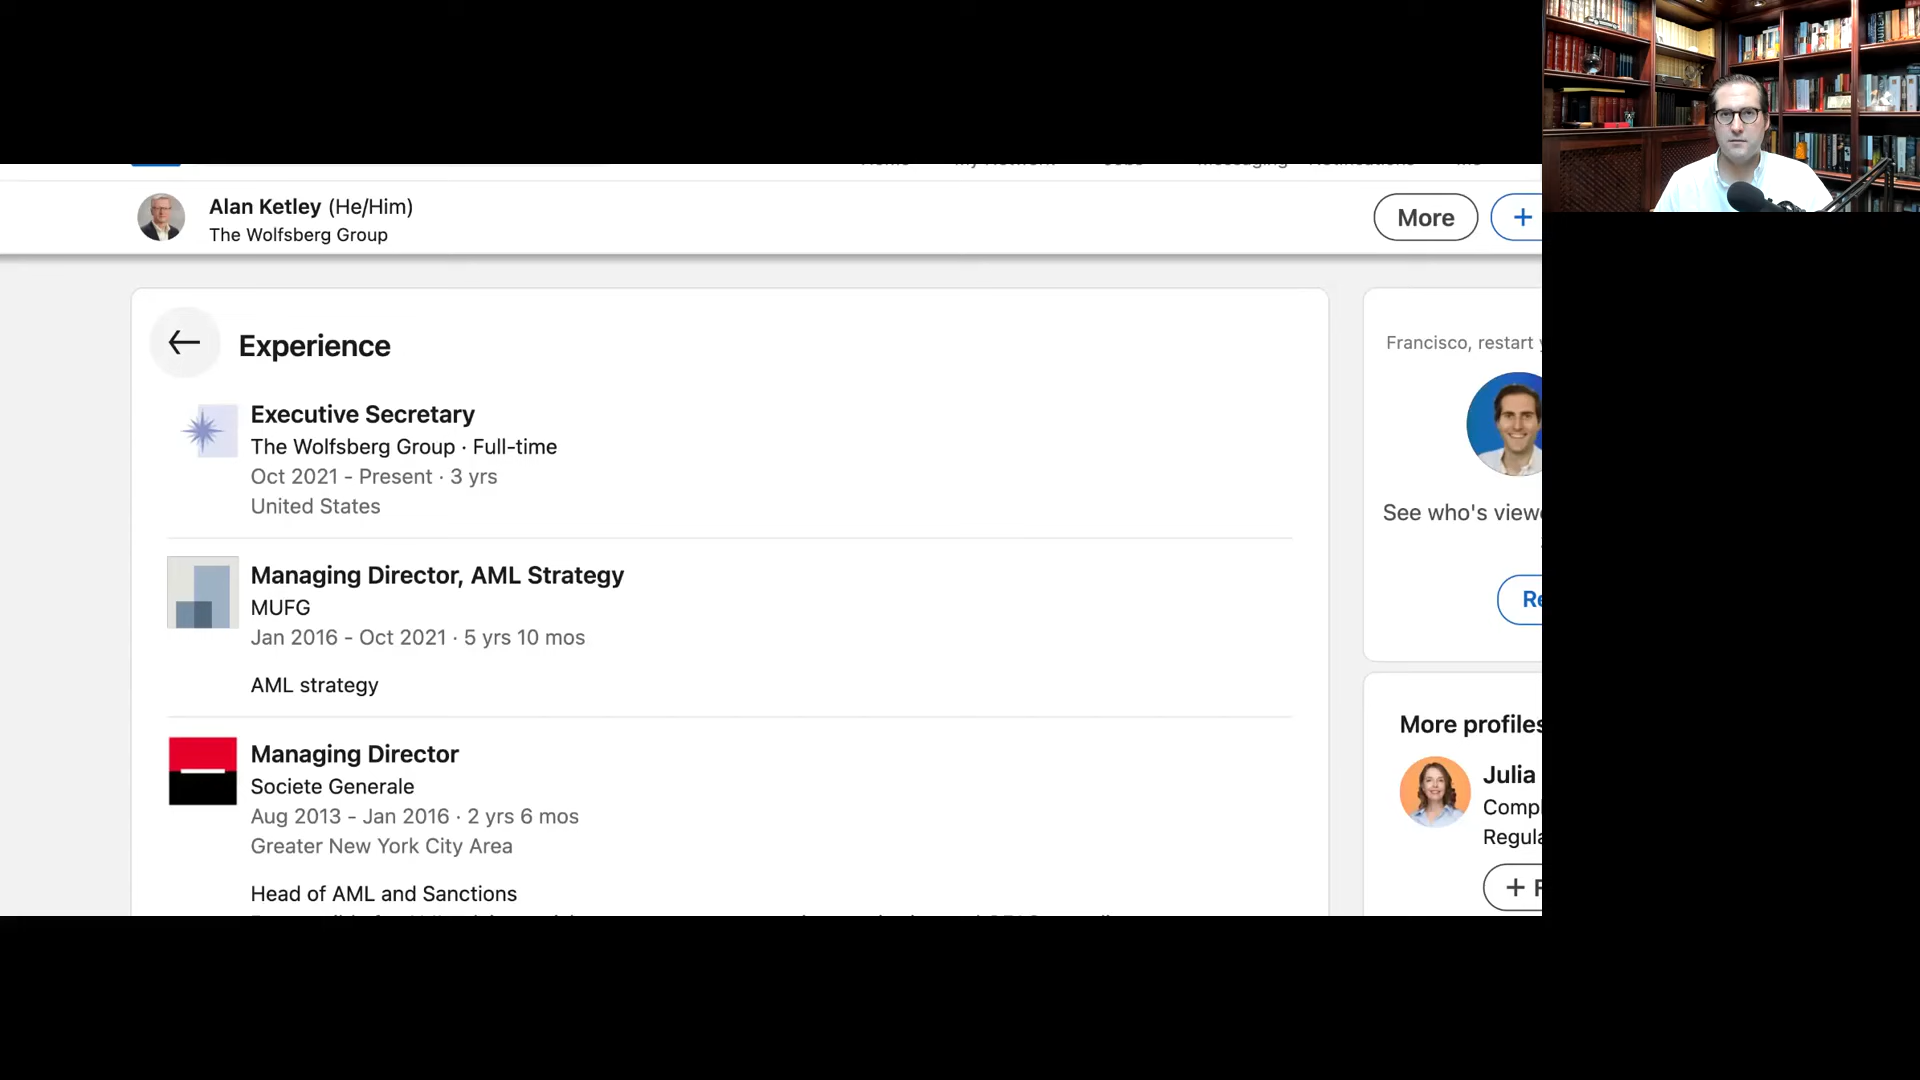 Alan Ketley (He/Him)
The Wolfsberg Group
More
Experience
Executive Secretary
The Wolfsberg Group · Full-time
Oct 2021 - Present · 3 yrs
United States
Managing Director, AML Strategy
MUFG
Jan 2016 - Oct 2021 · 5 yrs 10 mos
AML strategy
Managing Director
Societe Generale
Aug 2013 - Jan 2016 · 2 yrs 6 mos
Greater New York City Area
Head of AML and Sanctions
Francisco, restart
See who's
More profiles
Julia